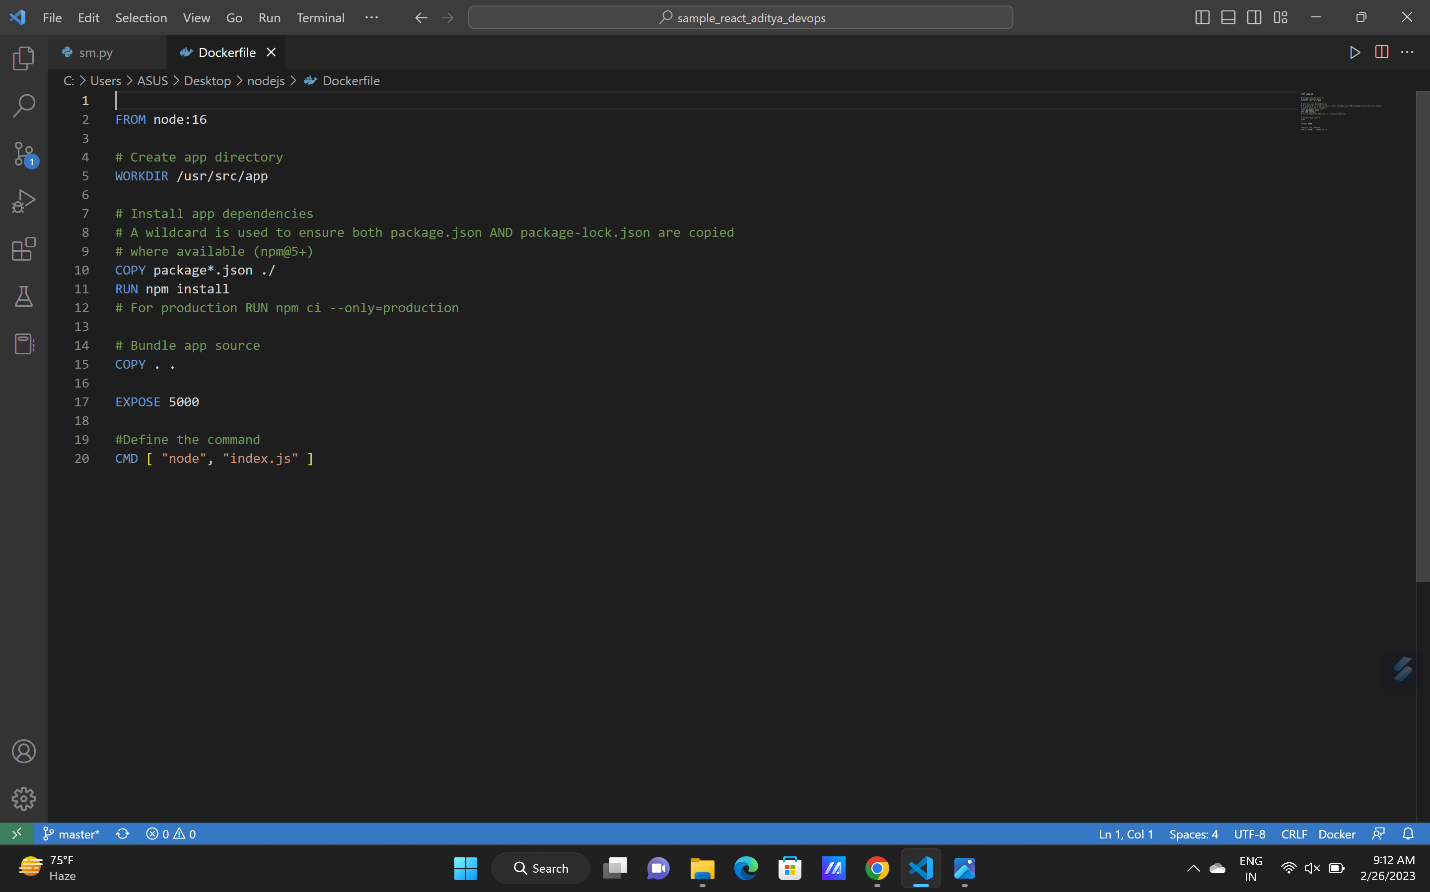 File Edit Selection View Go Run Terminal ··· sample_react_aditya_devops
sm.py Dockerfile
C: > Users > ASUS > Desktop > nodejs > Dockerfile
1
2 FROM node:16
3
4 # Create app directory
5 WORKDIR /usr/src/app
6
7 # Install app dependencies
8 # A wildcard is used to ensure both package.json AND package-lock.json are copied
9 # where available (npm@5+)
10 COPY package*.json ./
11 RUN npm install
12 # For production RUN npm ci --only=production
13
14 # Bundle app source
15 COPY . .
16
17 EXPOSE 5000
18
19 #Define the command
20 CMD [ "node", "index.js" ]
1
master* 0 0 Ln 1, Col 1 Spaces: 4 UTF-8 CRLF Docker
75°F
Haze
Search
ENG
IN
9:12 AM
2/26/2023